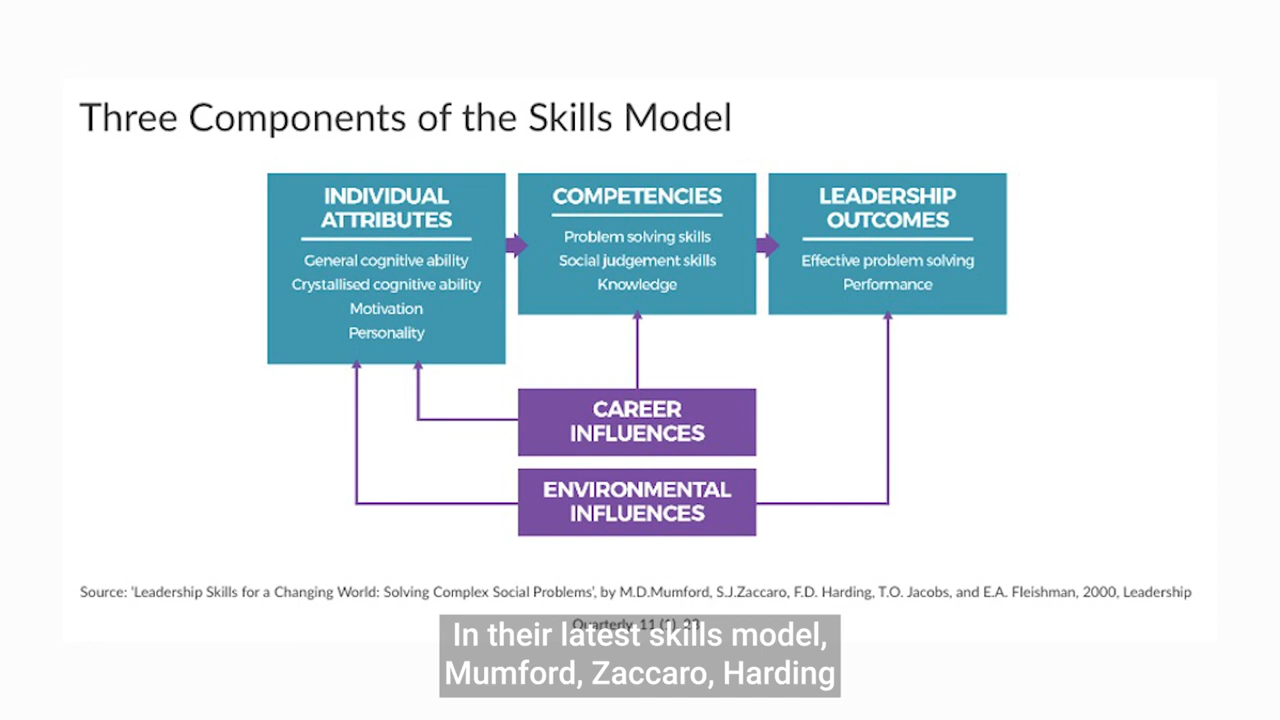 Three Components of the Skills Model
INDIVIDUAL
ATTRIBUTES
General cognitive ability
Crystallised cognitive ability
Motivation
Personality
COMPETENCIES
Problem solving skills
Social judgement skills
Knowledge
LEADERSHIP
OUTCOMES
Effective problem solving
Performance
CAREER
INFLUENCES
ENVIRONMENTAL
INFLUENCES
Source: 'Leadership Skills for a Changing World: Solving Complex Social Problems', by M.D.Mumford, S.J.Zaccaro, F.D. Harding, T.O. Jacobs, and E.A. Fleishman, 2000, Leadership
Quarterly, 11
In their latest skills model,
Mumford, Zaccaro, Harding